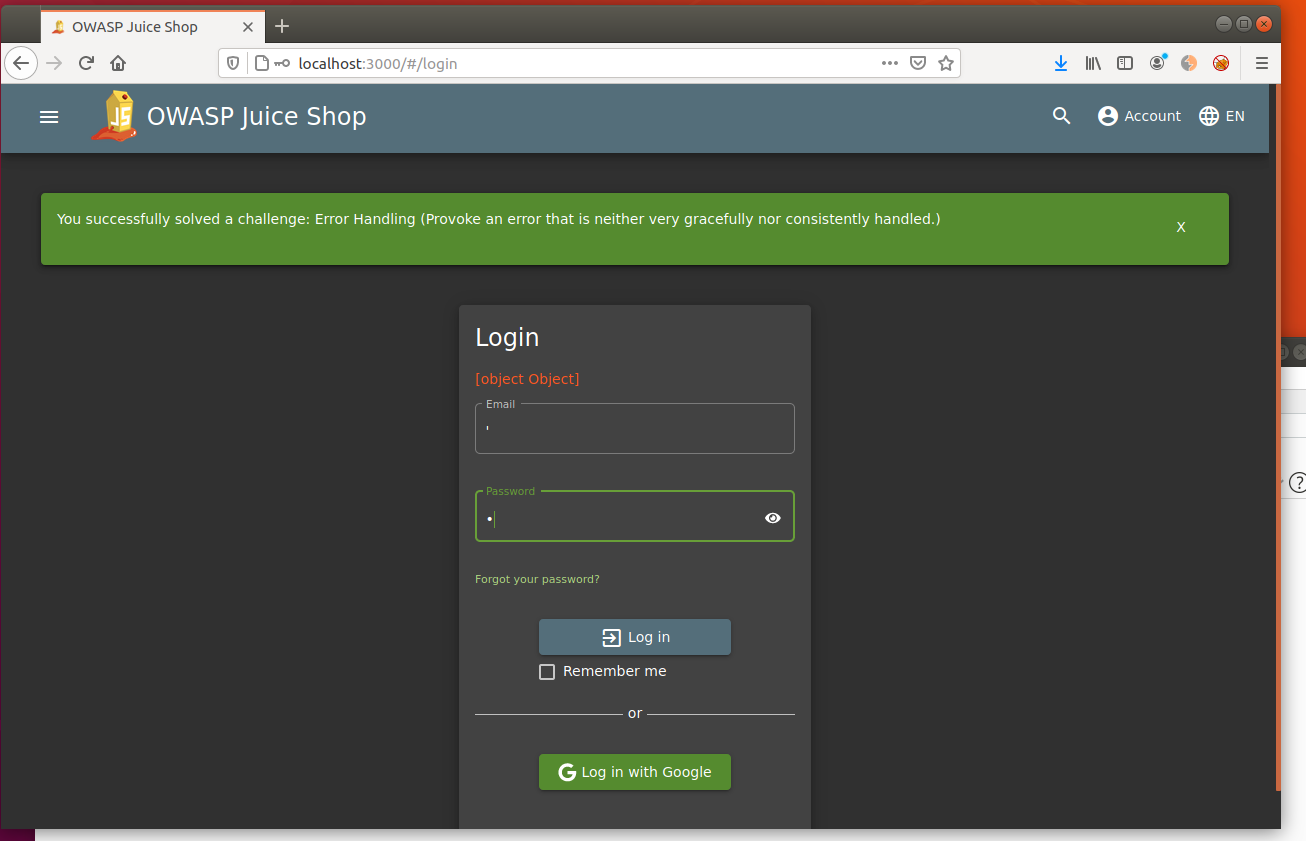 OWASP Juice Shop
localhost:3000/#/login
JS
OWASP Juice Shop
Account
EN
You successfully solved a challenge: Error Handling (Provoke an error that is neither very gracefully nor consistently handled.)
X
Login
[object Object]
Email
'
Password
•
Forgot your password?
Log in
Remember me
or
G Log in with Google
?